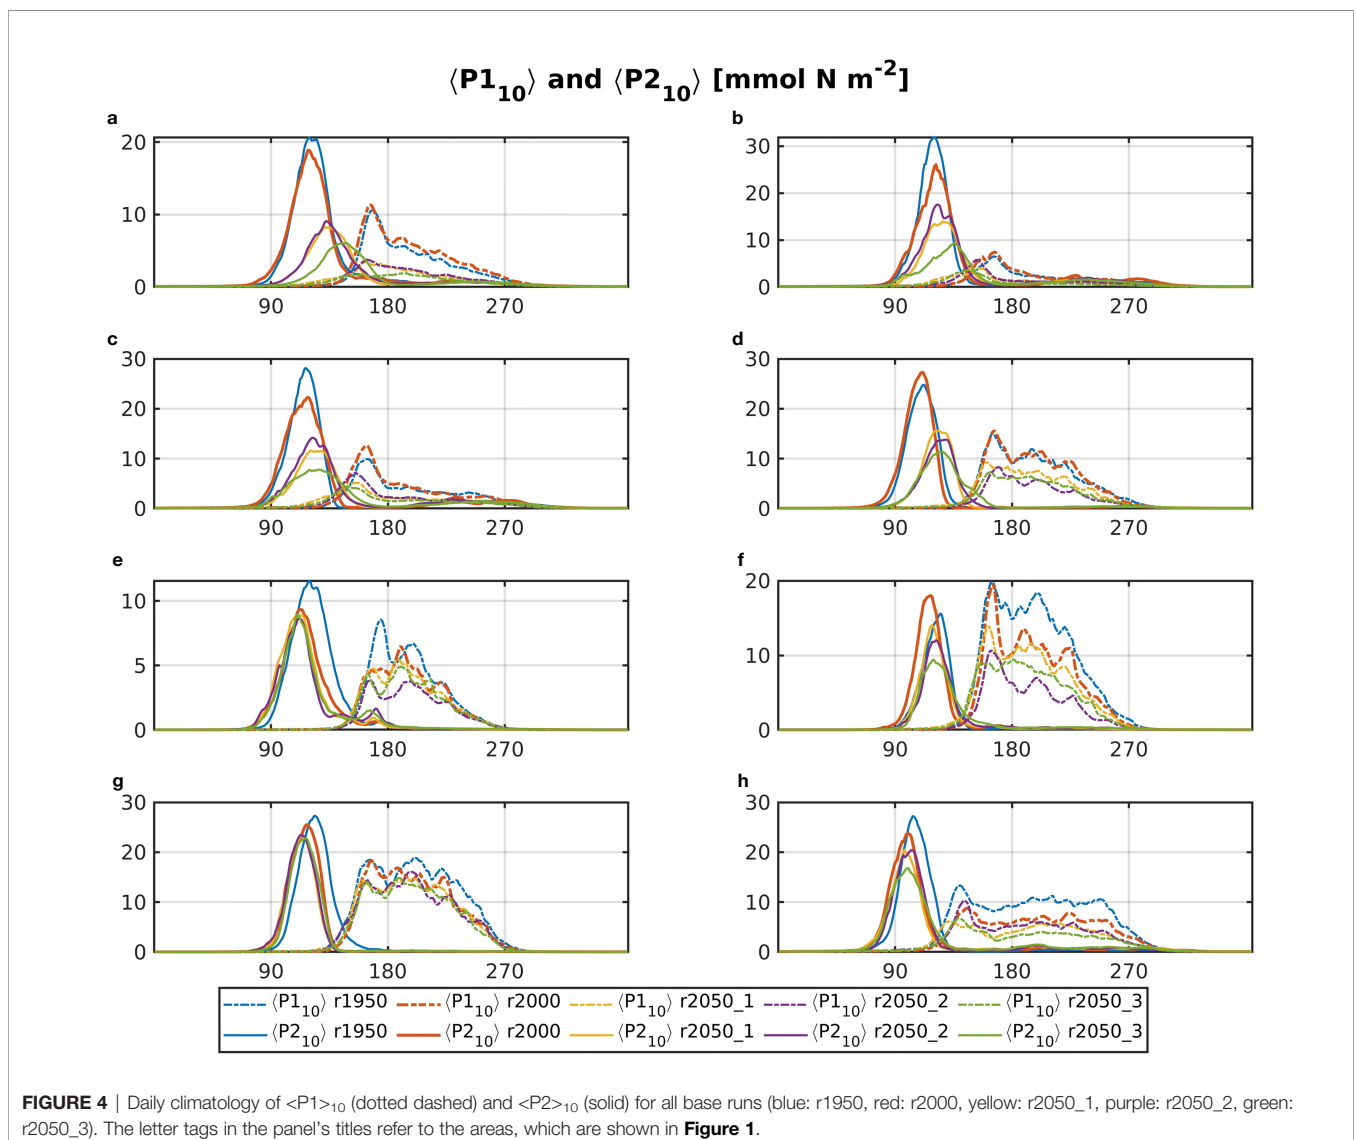 ⟨P1₁₀⟩ and ⟨P2₁₀⟩ [mmol N m⁻²]
a b
20 10 0 90 180 270
30 20 10 0 90 180 270
c d
30 20 10 0 90 180 270
30 20 10 0 90 180 270
e f
10 5 0 90 180 270
20 10 0 90 180 270
g h
30 20 10 0 90 180 270
30 20 10 0 90 180 270
⟨P1₁₀⟩ r1950 ⟨P1₁₀⟩ r2000 ⟨P1₁₀⟩ r2050_1 ⟨P1₁₀⟩ r2050_2 ⟨P1₁₀⟩ r2050_3
⟨P2₁₀⟩ r1950 ⟨P2₁₀⟩ r2000 ⟨P2₁₀⟩ r2050_1 ⟨P2₁₀⟩ r2050_2 ⟨P2₁₀⟩ r2050_3
FIGURE 4 | Daily climatology of <P1>₁₀ (dotted dashed) and <P2>₁₀ (solid) for all base runs (blue: r1950, red: r2000, yellow: r2050_1, purple: r2050_2, green:
r2050_3). The letter tags in the panel's titles refer to the areas, which are shown in Figure 1.